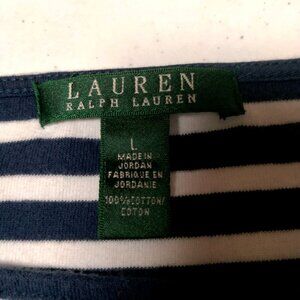 LAUREN
RALPH LAUREN
L
MADE IN
JORDAN
FABRIQUE EN
JORDANIE
100% COTTON/
COTON